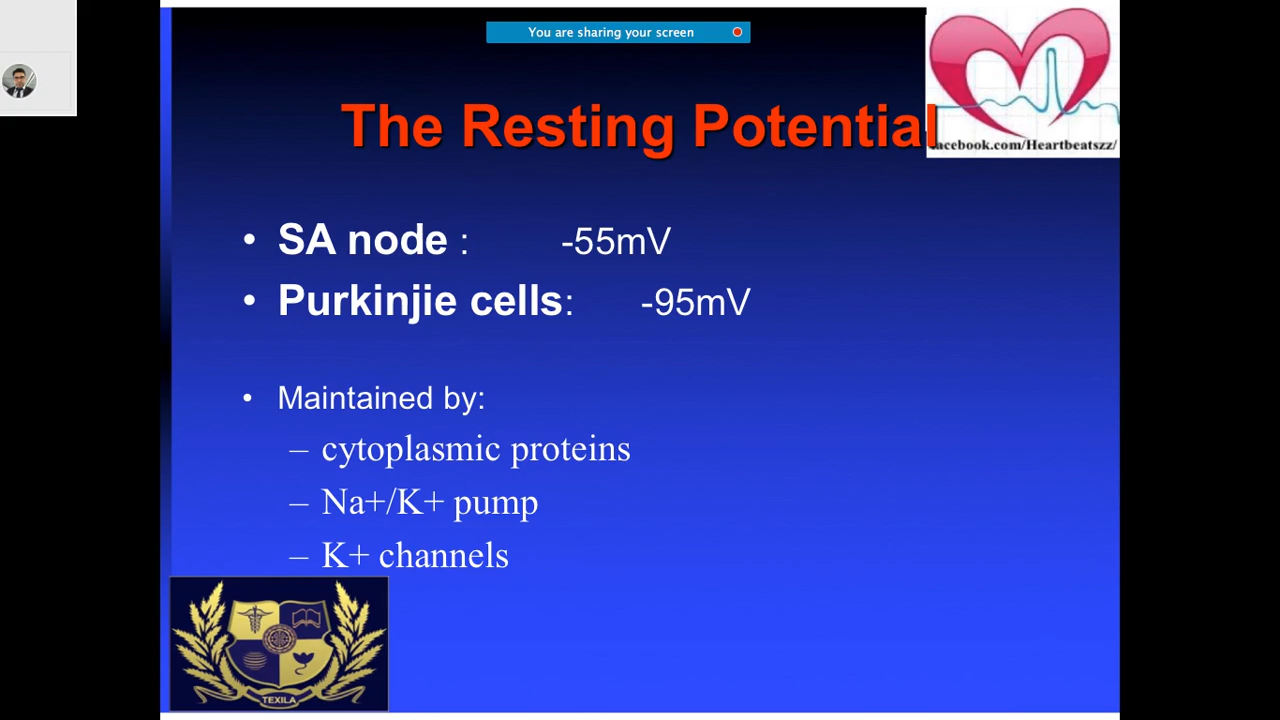 You are sharing your screen
The Resting Potential
facebook.com/Heartbeatszz/
• SA node : -55mV
• Purkinjie cells: -95mV
• Maintained by:
– cytoplasmic proteins
– Na+/K+ pump
– K+ channels
TEXILA